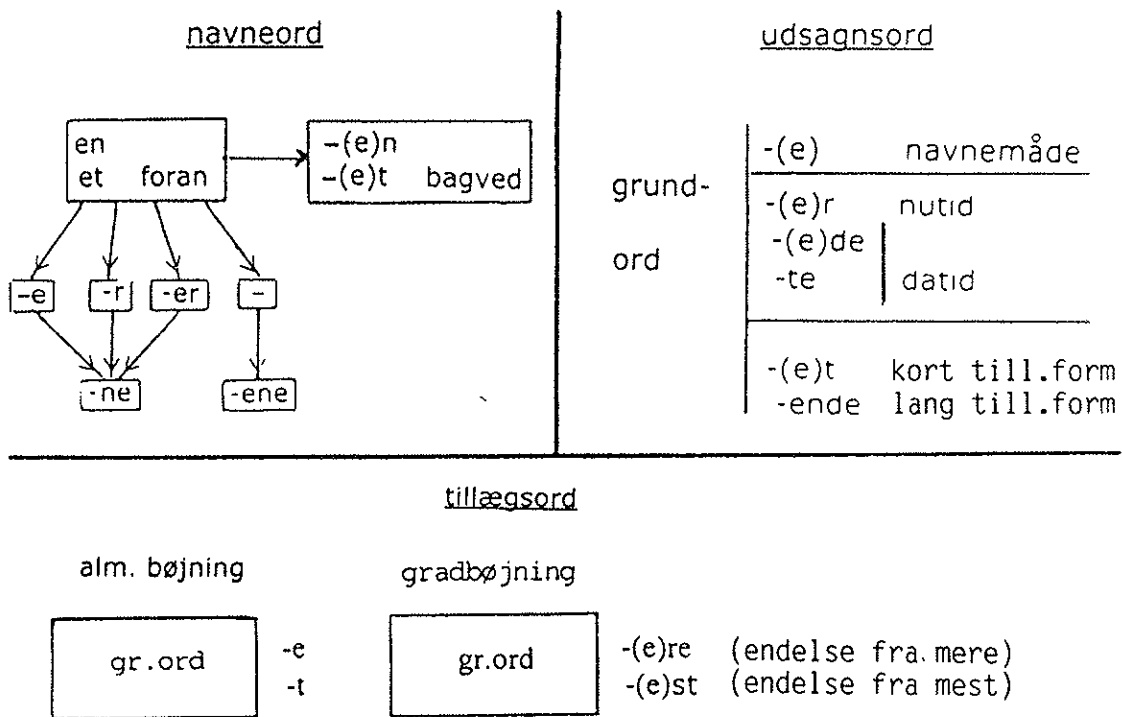 navneord
en
et foran
–(e)n
–(e)t bagved
–e
-r
-er
–
-ne
-ene
udsagnsord
grund-
ord
-(e) navnemåde
-(e)r nutid
-(e)de
-te datid
-(e)t kort till.form
-ende lang till.form
tillægsord
alm. bøjning
gr.ord
-e
-t
gradbøjning
gr.ord
-(e)re (endelse fra mere)
-(e)st (endelse fra mest)